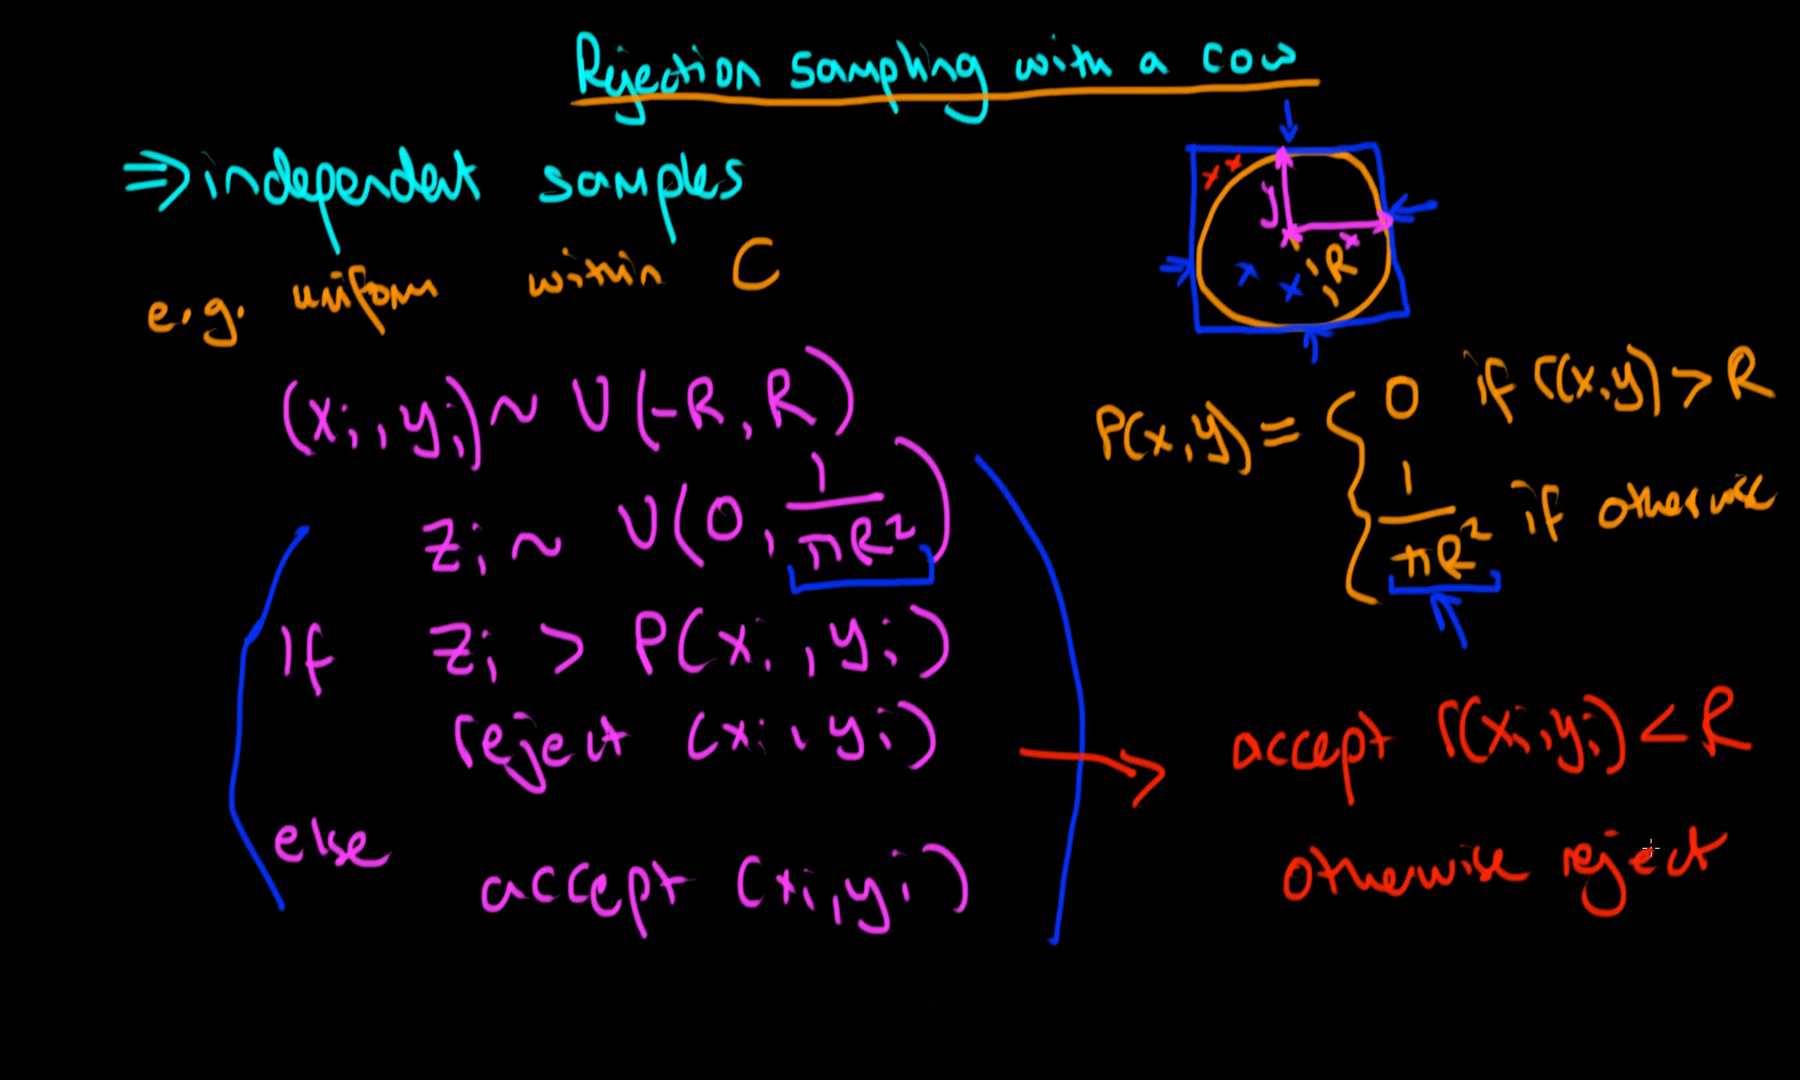 Rejection sampling with a cow
⇒ independent samples
e.g. uniform within C
y
x
R
(xi, yi) ~ U(-R, R)
zi ~ U(0, 1/πR²)
If zi > P(xi, yi)
reject (xi, yi)
else
accept (xi, yi)
P(x, y) = { 0 if r(x, y) > R
1/πR² if otherwise
accept r(xi, yi) < R
otherwise reject